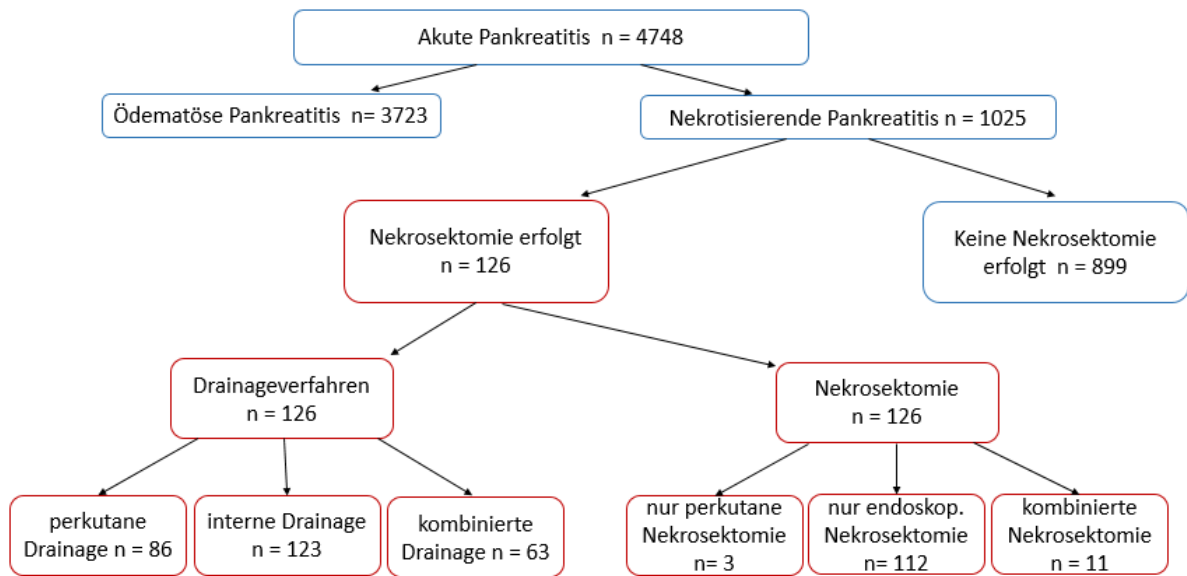 Akute Pankreatitis n = 4748
Ödematöse Pankreatitis n= 3723
Nekrotisierende Pankreatitis n = 1025
Nekrosektomie erfolgt
n = 126
Keine Nekrosektomie
erfolgt n = 899
Drainageverfahren
n = 126
Nekrosektomie
n = 126
perkutane
Drainage n = 86
interne Drainage
n = 123
kombinierte
Drainage n = 63
nur perkutane
Nekrosektomie
n= 3
nur endoskop.
Nekrosektomie
n = 112
kombinierte
Nekrosektomie
n = 11